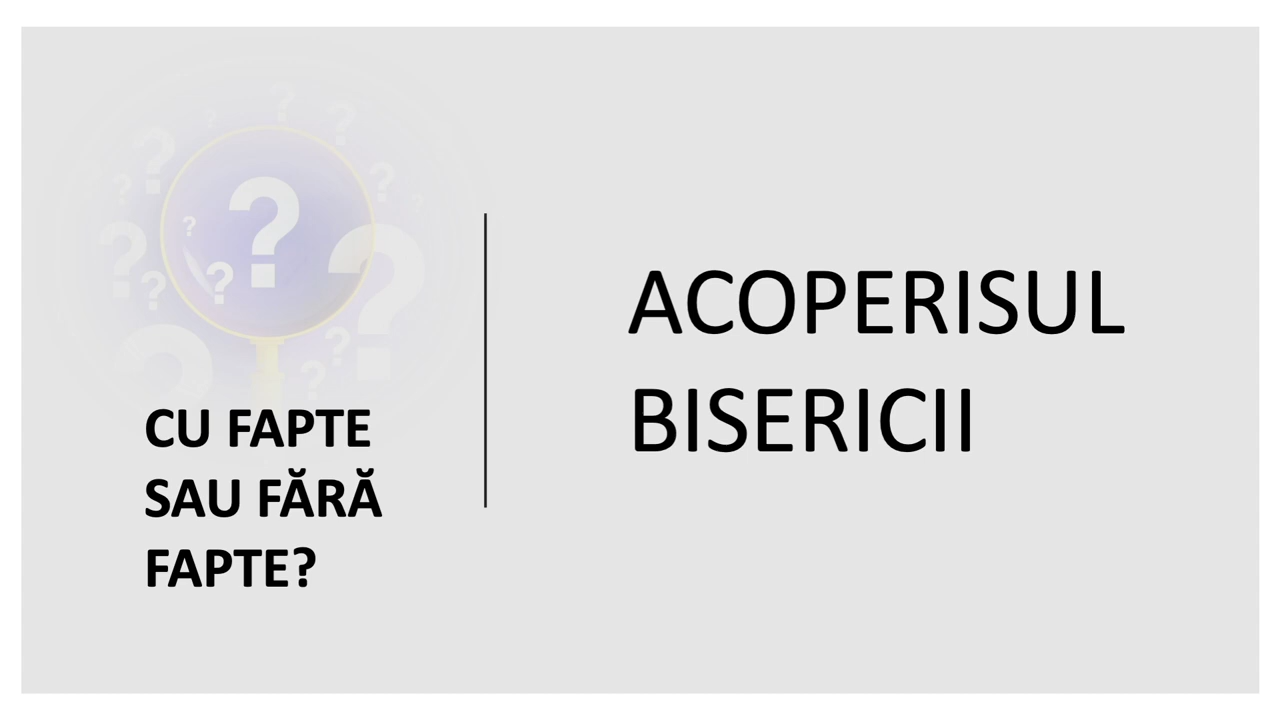 CU FAPTE
SAU FĂRĂ
FAPTE?
ACOPERISUL
BISERICII